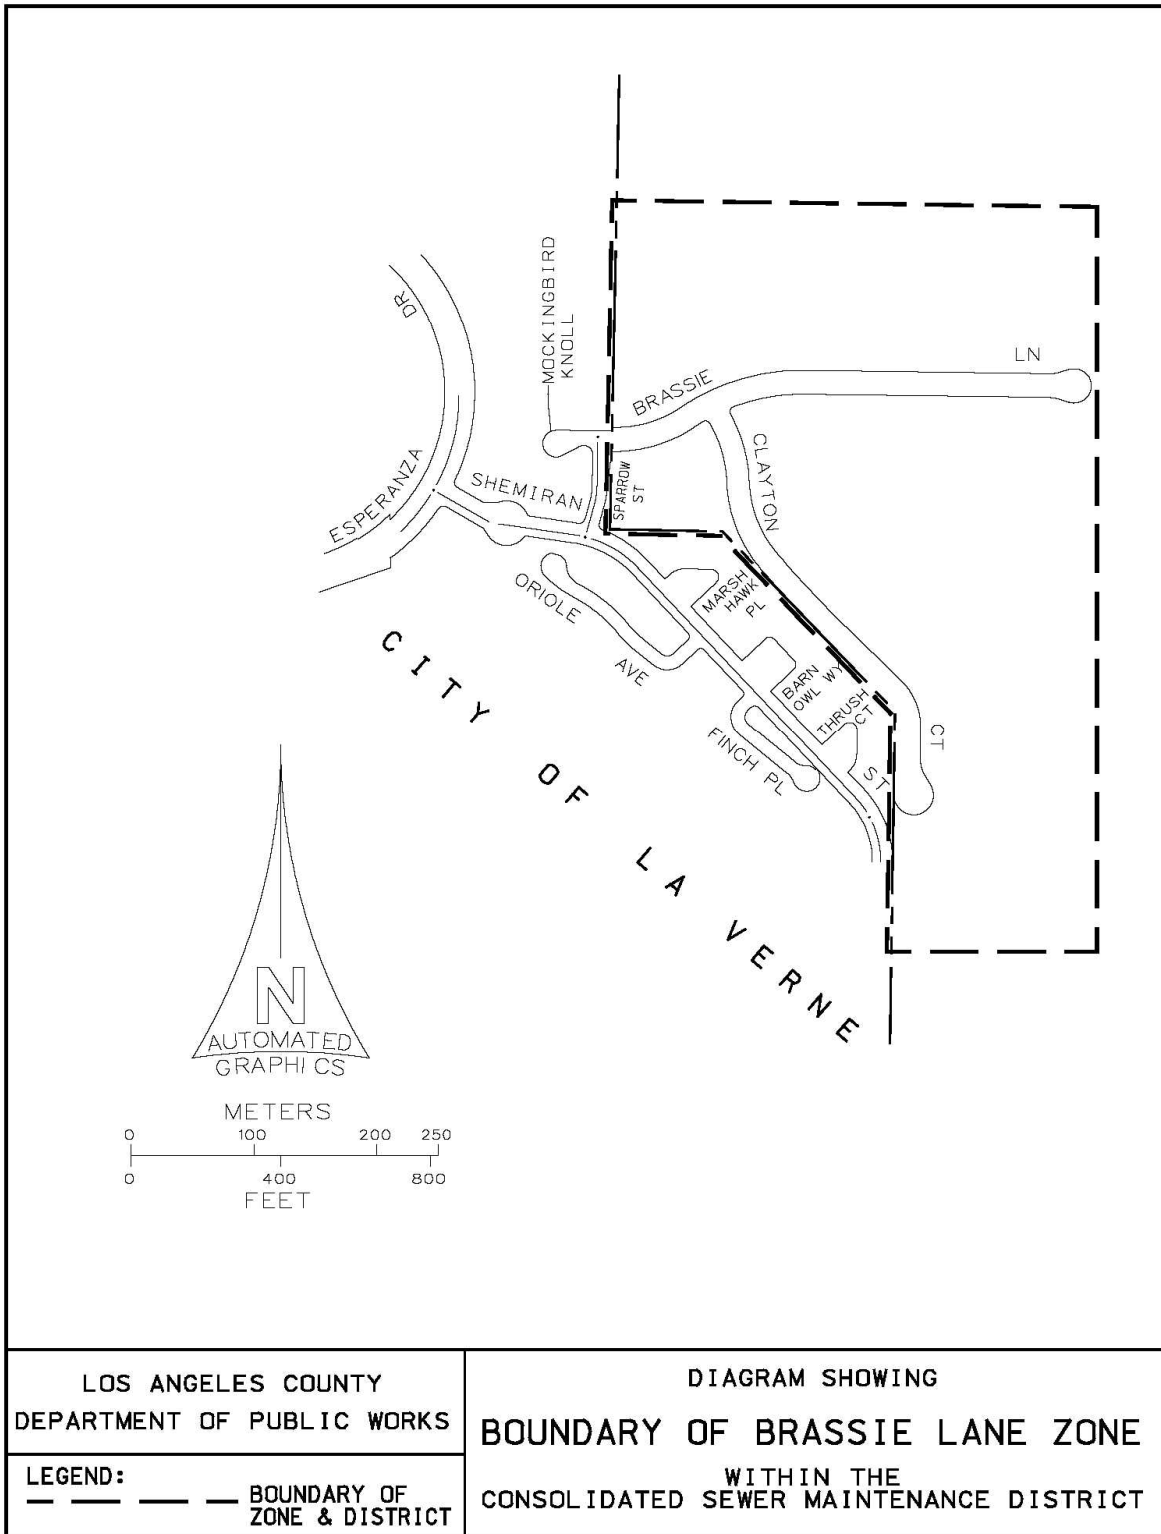 MOCKINGBIRD
KNOLL
DR
LN
BRASSIE
CLAYTON
ESPERANZA
SHEMIRAN
SPARROW
ST
ORIOLE
AVE
MARSH
HAWK
PL
BARN
OWL WY
THRUSH
CT
FINCH PL
ST
CT
CITY OF LA VERNE
N
AUTOMATED
GRAPHICS
METERS
0 100 200 250
0 400 800
FEET
LOS ANGELES COUNTY
DEPARTMENT OF PUBLIC WORKS
LEGEND:
BOUNDARY OF
ZONE & DISTRICT
DIAGRAM SHOWING
BOUNDARY OF BRASSIE LANE ZONE
WITHIN THE
CONSOLIDATED SEWER MAINTENANCE DISTRICT